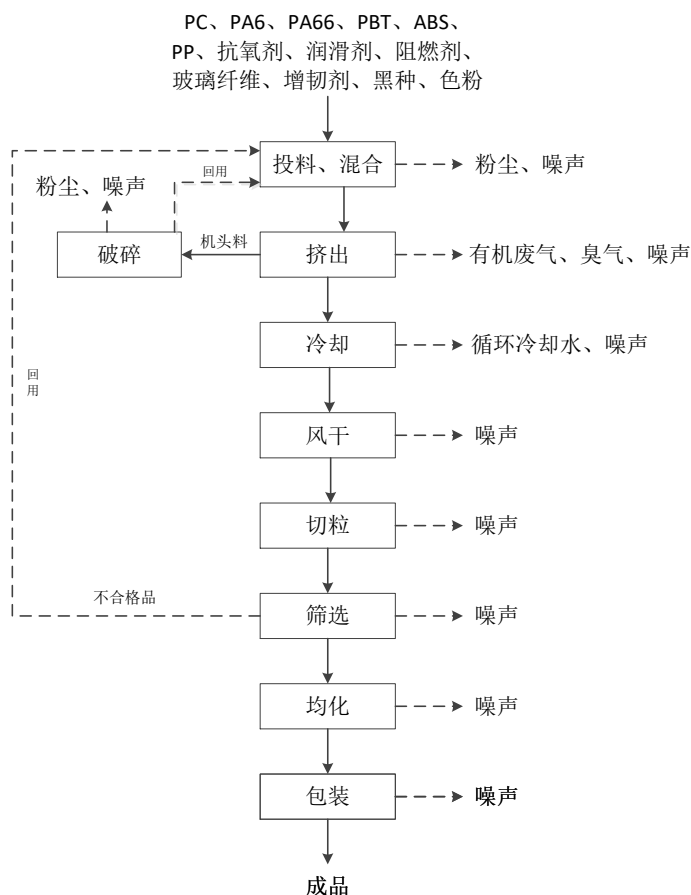 PC、PA6、PA66、PBT、ABS、
PP、抗氧剂、润滑剂、阻燃剂、
玻璃纤维、增韧剂、黑种、色粉
投料、混合
粉尘、噪声
回用
粉尘、噪声
破碎
机头料
挤出
有机废气、臭气、噪声
冷却
循环冷却水、噪声
回
用
风干
噪声
切粒
噪声
不合格品
筛选
噪声
均化
噪声
包装
噪声
成品